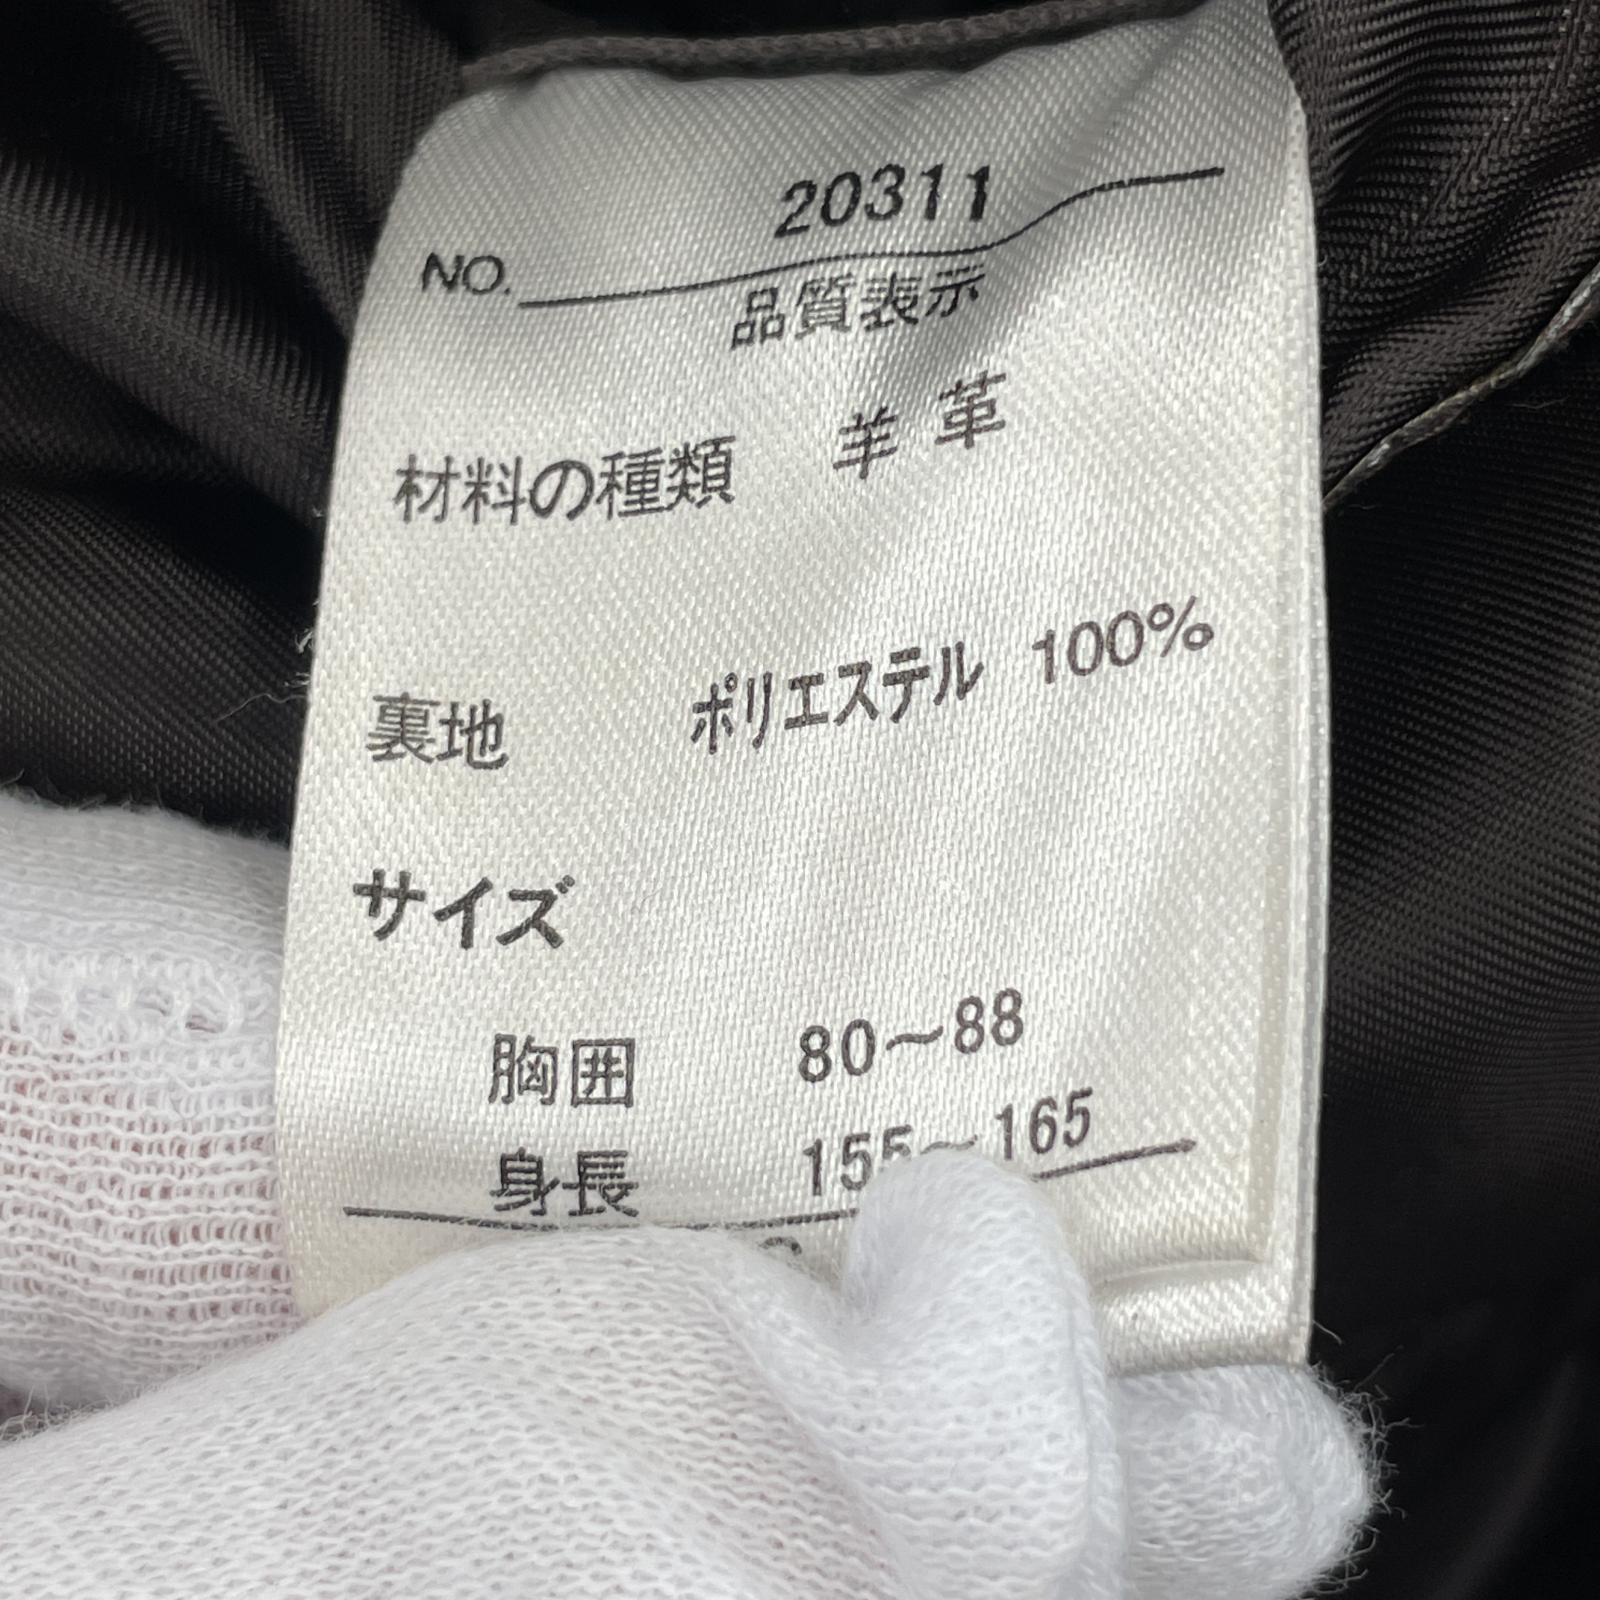 NO. 20311
品質表示
材料の種類 羊革
裏地 ポリエステル 100%
サイズ
胸囲 80～88
身長 155～165